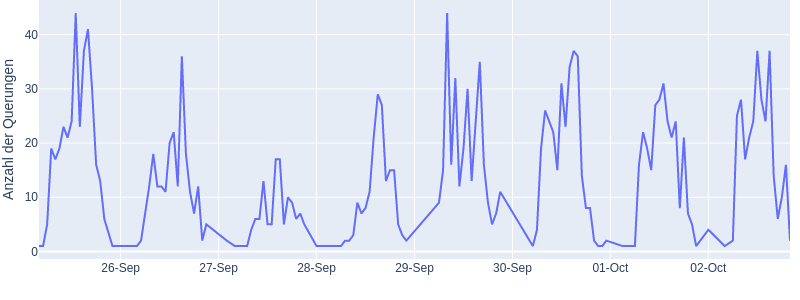 Anzahl der Querungen
40
30
20
10
0
26-Sep
27-Sep
28-Sep
29-Sep
30-Sep
01-Oct
02-Oct